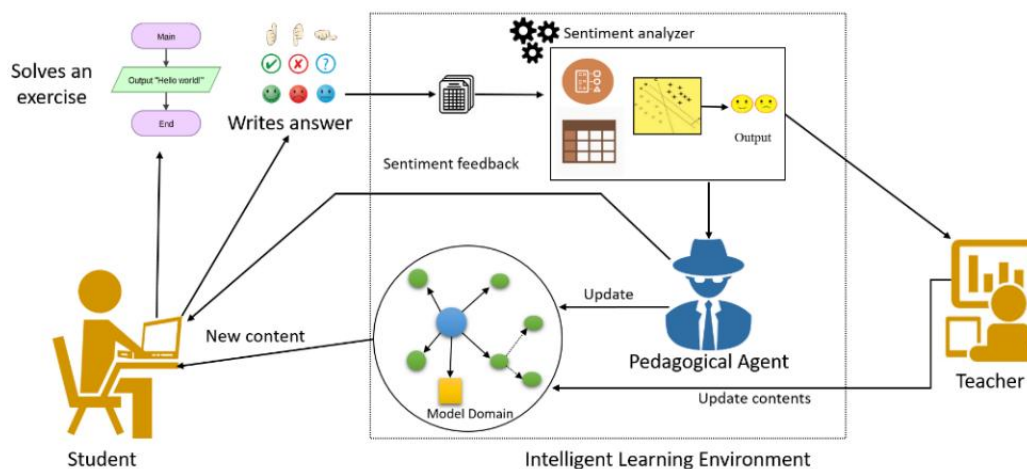 Main
Output "Hello world!"
End
Solves an
exercise
Writes answer
Sentiment analyzer
Output
Sentiment feedback
Update
New content
Pedagogical Agent
Model Domain
Update contents
Teacher
Student
Intelligent Learning Environment